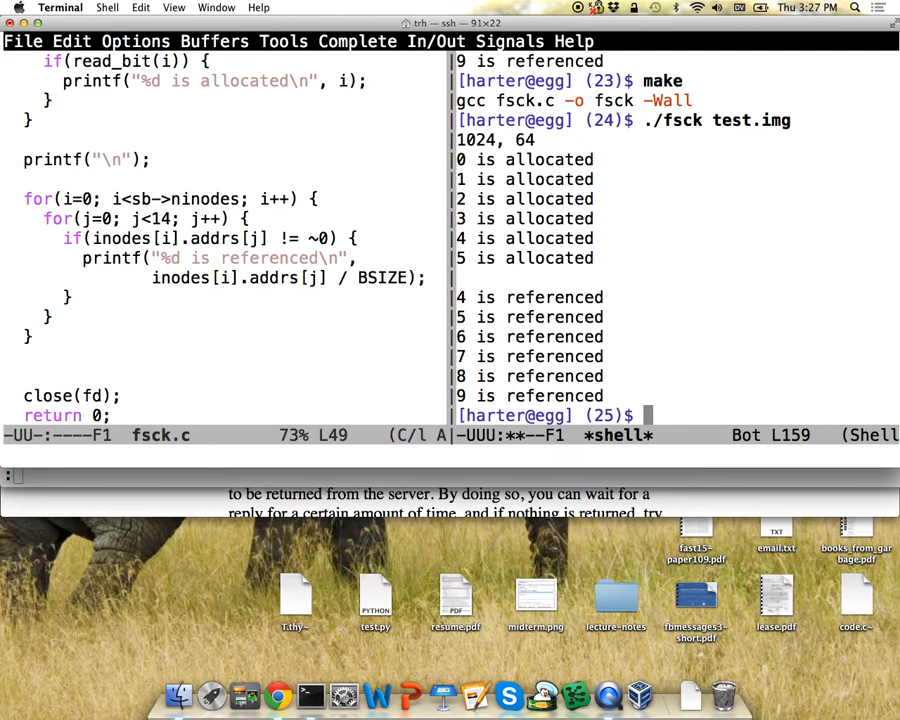 Terminal Shell Edit View Window Help
Thu 3:27 PM
trh — ssh — 91×22
File Edit Options Buffers Tools Complete In/Out Signals Help
if(read_bit(i)) {
printf("%d is allocated\n", i);
}
}
printf("\n");
for(i=0; i<sb->ninodes; i++) {
for(j=0; j<14; j++) {
if(inodes[i].addrs[j] != ~0) {
printf("%d is referenced\n",
inodes[i].addrs[j] / BSIZE);
}
}
}
close(fd);
return 0;
-UU-:----F1 fsck.c 73% L49 (C/l A
9 is referenced
[harter@egg] (23)$ make
gcc fsck.c -o fsck -Wall
[harter@egg] (24)$ ./fsck test.img
1024, 64
0 is allocated
1 is allocated
2 is allocated
3 is allocated
4 is allocated
5 is allocated
4 is referenced
5 is referenced
6 is referenced
7 is referenced
8 is referenced
9 is referenced
[harter@egg] (25)$
-UUU:**--F1 *shell* Bot L159 (Shell
:
to be returned from the server. By doing so, you can wait for a
reply for a certain amount of time, and if nothing is returned, try
fast15-
paper109.pdf
TXT
email.txt
books_from_gar
bage.pdf
T.thy~
PYTHON
test.py
PDF
resume.pdf
midterm.png
lecture-notes
fbmessages3-
short.pdf
lease.pdf
code.c~